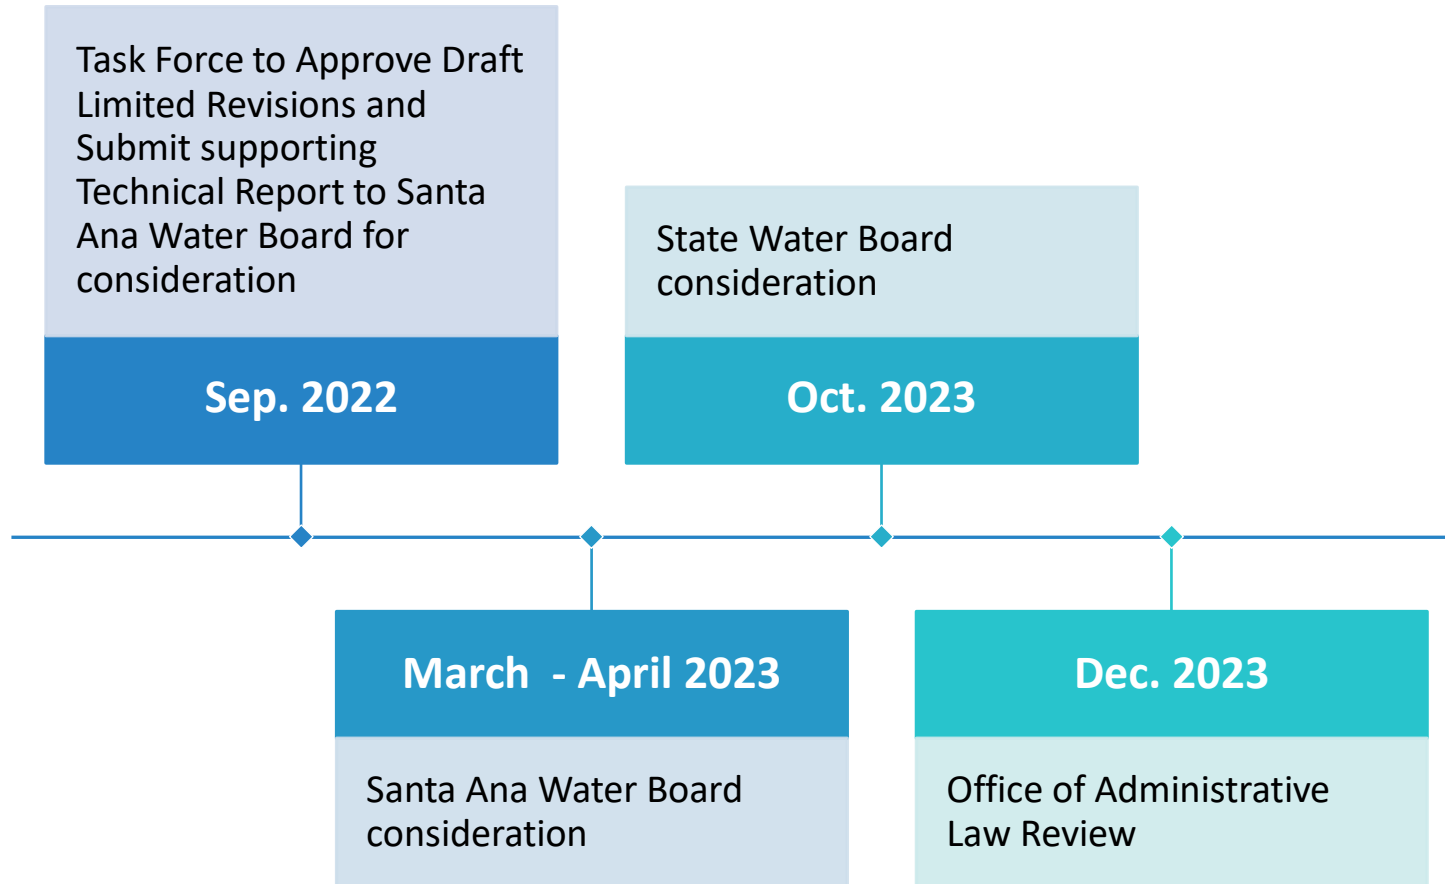 Task Force to Approve Draft
Limited Revisions and
Submit supporting
Technical Report to Santa
Ana Water Board for
consideration
Sep. 2022
March - April 2023
Santa Ana Water Board
consideration
State Water Board
consideration
Oct. 2023
Dec. 2023
Office of Administrative
Law Review